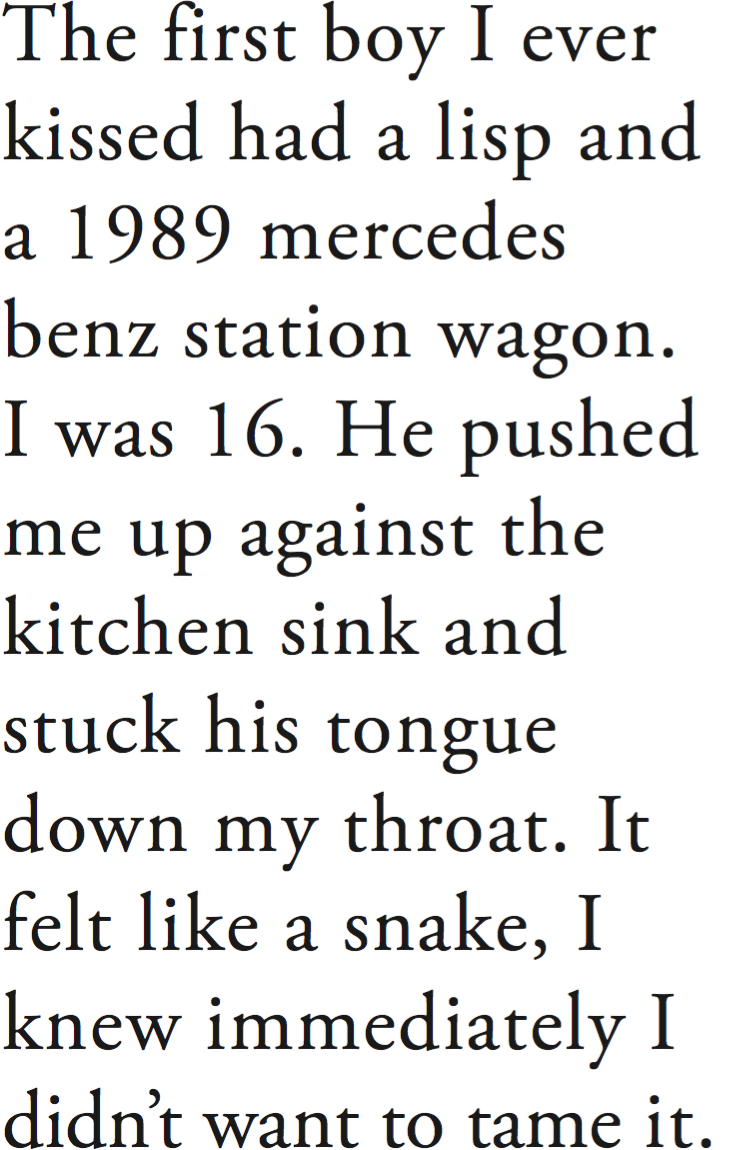 The first boy I ever
kissed had a lisp and
a 1989 mercedes
benz station wagon.
I was 16. He pushed
me up against the
kitchen sink and
stuck his tongue
down my throat. It
felt like a snake, I
knew immediately I
didn’t want to tame it.